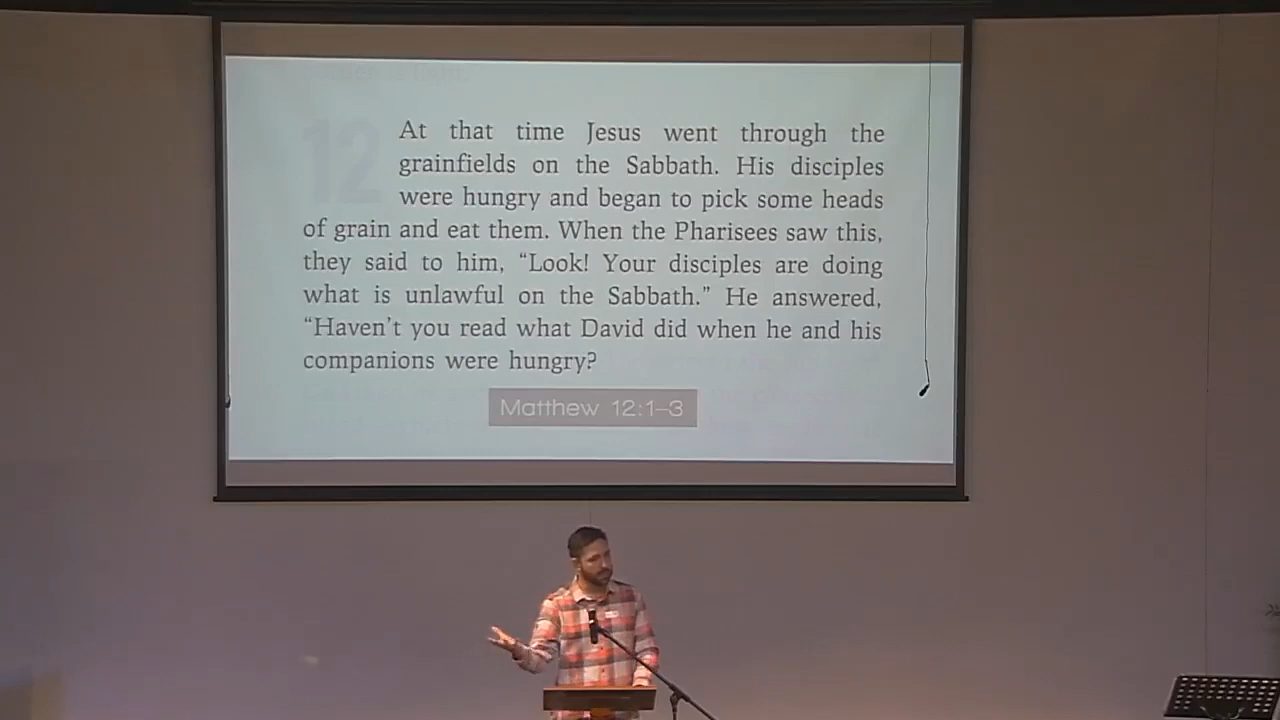 12
At that time Jesus went through the
grainfields on the Sabbath. His disciples
were hungry and began to pick some heads
of grain and eat them. When the Pharisees saw this,
they said to him, “Look! Your disciples are doing
what is unlawful on the Sabbath.” He answered,
“Haven’t you read what David did when he and his
companions were hungry?
Matthew 12:1–3